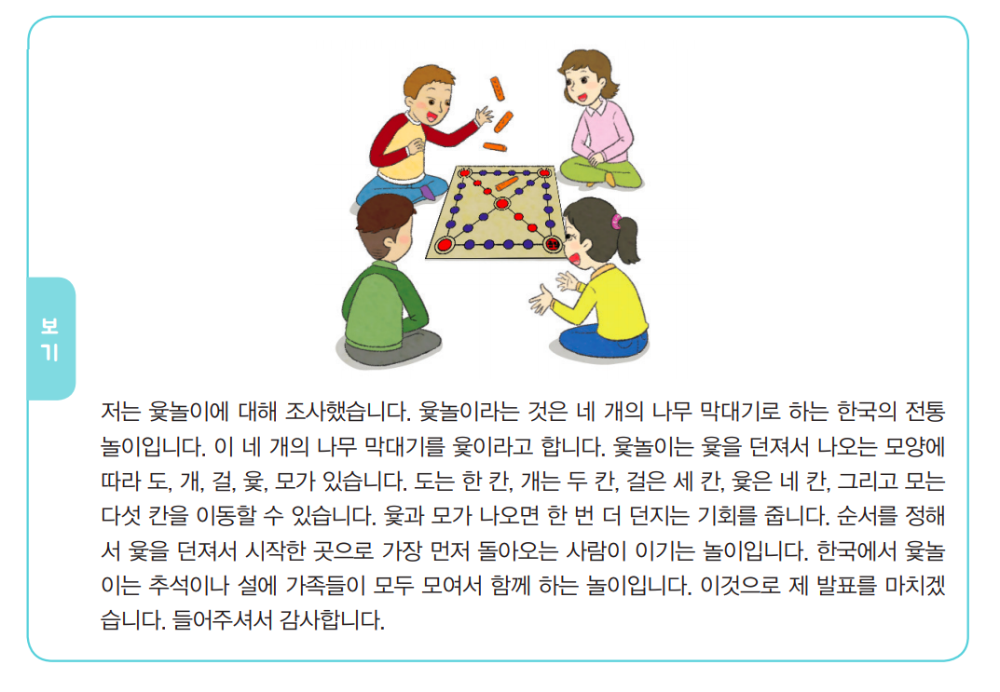 보
기
저는 윷놀이에 대해 조사했습니다. 윷놀이라는 것은 네 개의 나무 막대기로 하는 한국의 전통
놀이입니다. 이 네 개의 나무 막대기를 윷이라고 합니다. 윷놀이는 윷을 던져서 나오는 모양에
따라 도, 개, 걸, 윷, 모가 있습니다. 도는 한 칸, 개는 두 칸, 걸은 세 칸, 윷은 네 칸, 그리고 모는
다섯 칸을 이동할 수 있습니다. 윷과 모가 나오면 한 번 더 던지는 기회를 줍니다. 순서를 정해
서 윷을 던져서 시작한 곳으로 가장 먼저 돌아오는 사람이 이기는 놀이입니다. 한국에서 윷놀
이는 추석이나 설에 가족들이 모두 모여서 함께 하는 놀이입니다. 이것으로 제 발표를 마치겠
습니다. 들어주셔서 감사합니다.